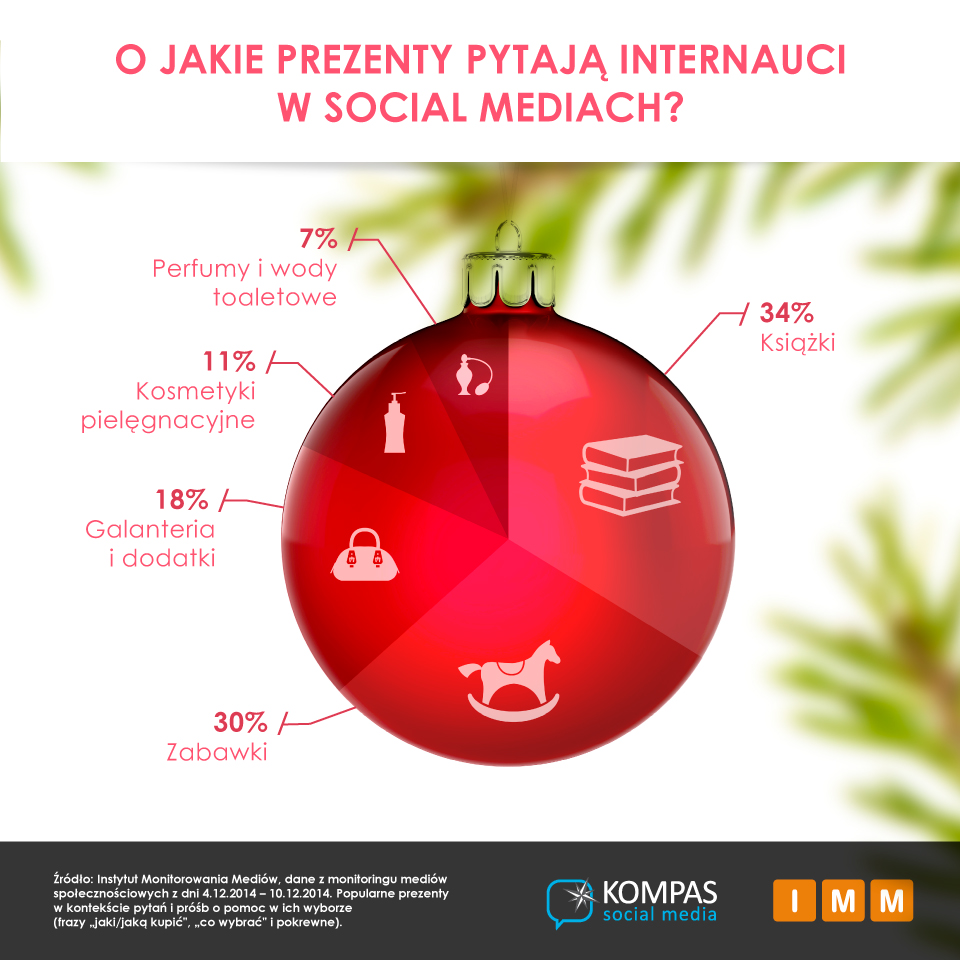 O JAKIE PREZENTY PYTAJĄ INTERNAUCI
W SOCIAL MEDIACH?
7%
Perfumy i wody
toaletowe
34%
Książki
11%
Kosmetyki
pielęgnacyjne
18%
Galanteria
i dodatki
30%
Zabawki
Źródło: Instytut Monitorowania Mediów, dane z monitoringu mediów
społecznościowych z dni 4.12.2014 – 10.12.2014. Popularne prezenty
w kontekście pytań i próśb o pomoc w ich wyborze
(frazy „jaki/jaką kupić”, „co wybrać” i pokrewne).
KOMPAS
social media
IMM